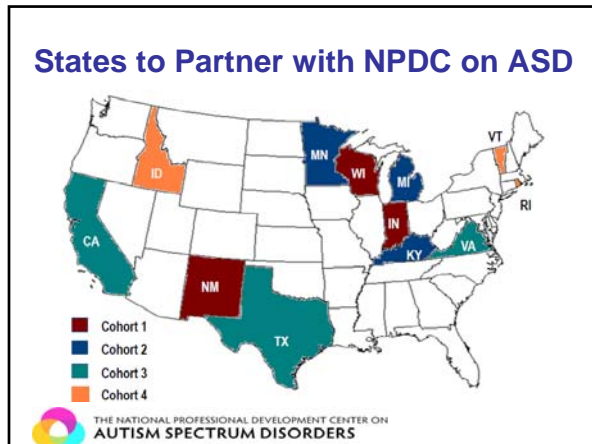 States to Partner with NPDC on ASD
VT
MN
ID
WI
MI
RI
IN
CA
VA
KY
NM
TX
Cohort 1
Cohort 2
Cohort 3
Cohort 4
THE NATIONAL PROFESSIONAL DEVELOPMENT CENTER ON
AUTISM SPECTRUM DISORDERS